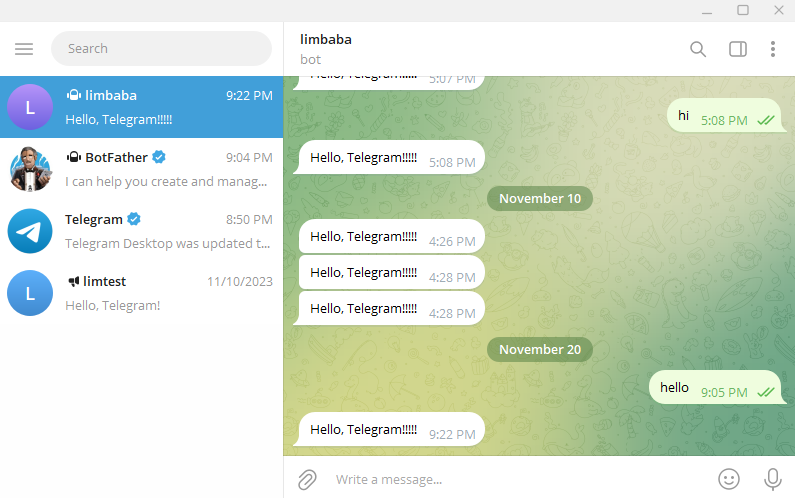 Search
limbaba 9:22 PM
Hello, Telegram!!!!!
BotFather 9:04 PM
I can help you create and manag...
Telegram 8:50 PM
Telegram Desktop was updated t...
limtest 11/10/2023
Hello, Telegram!
L
L
limbaba
bot
Hello, Telegram!!!!! 5:07 PM
hi 5:08 PM
Hello, Telegram!!!!! 5:08 PM
November 10
Hello, Telegram!!!!! 4:26 PM
Hello, Telegram!!!!! 4:28 PM
Hello, Telegram!!!!! 4:28 PM
November 20
hello 9:05 PM
Hello, Telegram!!!!! 9:22 PM
Write a message...